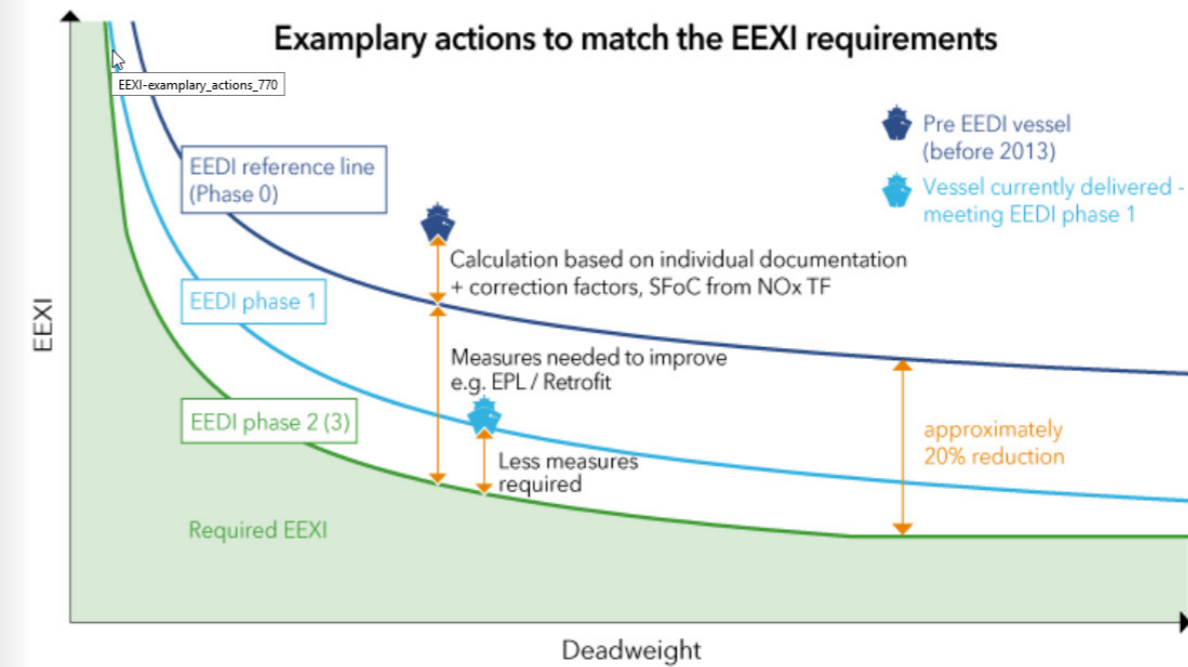 Examplary actions to match the EEXI requirements
EEXI-examplary_actions_770
Pre EEDI vessel
(before 2013)
Vessel currently delivered -
meeting EEDI phase 1
EEDI reference line
(Phase 0)
Calculation based on individual documentation
+ correction factors, SFoC from NOx TF
EEDI phase 1
EEXI
Measures needed to improve
e.g. EPL / Retrofit
EEDI phase 2 (3)
approximately
20% reduction
Less measures
required
Required EEXI
Deadweight